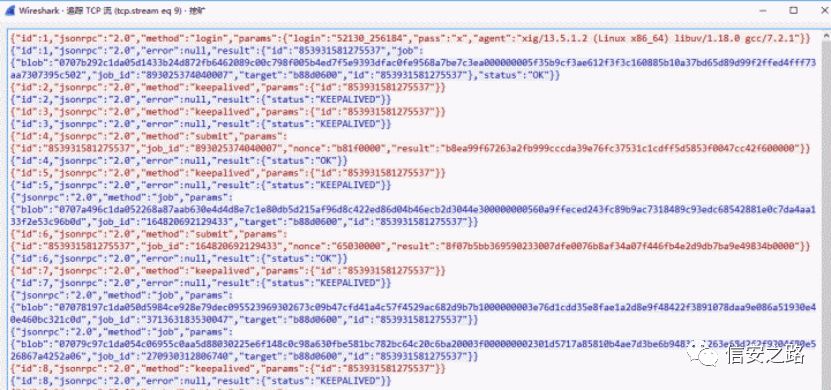 Wireshark · 追踪 TCP 流 (tcp.stream eq 9) · 挖矿
{"id":1,"jsonrpc":"2.0","method":"login","params":{"login":"52130_256184","pass":"x","agent":"xig/13.5.1.2 (Linux x86_64) libuv/1.18.0 gcc/7.2.1"}}
{"id":1,"jsonrpc":"2.0","error":null,"result":{"id":"853931581275537","job":
{"blob":"0707b292c1da05d1433b24d872fb6462089c00c798f005b4ed7f5e9393dfac0fe9568a7be7c3ea000000005f35b9cf3ae612f3f3c160885b10a37bd65d89d99f2ffed4fff73
aa7307395c502","job_id":"893025374040007","target":"b88d0600","id":"853931581275537"},"status":"OK"}}
{"id":2,"jsonrpc":"2.0","method":"keepalived","params":{"id":"853931581275537"}}
{"id":2,"jsonrpc":"2.0","error":null,"result":{"status":"KEEPALIVED"}}
{"id":3,"jsonrpc":"2.0","method":"keepalived","params":{"id":"853931581275537"}}
{"id":3,"jsonrpc":"2.0","error":null,"result":{"status":"KEEPALIVED"}}
{"id":4,"jsonrpc":"2.0","method":"submit","params":
{"id":"853931581275537","job_id":"893025374040007","nonce":"b81f0000","result":"b8ea99f67263a2fb999cccda39e76fc37531c1cdff5d5853f0047cc42f600000"}}
{"id":4,"jsonrpc":"2.0","error":null,"result":{"status":"OK"}}
{"id":5,"jsonrpc":"2.0","method":"keepalived","params":{"id":"853931581275537"}}
{"id":5,"jsonrpc":"2.0","error":null,"result":{"status":"KEEPALIVED"}}
{"jsonrpc":"2.0","method":"job","params":
{"blob":"0707a496c1da052268a87aab630e4d4d8e7c1e80db5d215af96d8c422ed86d04b46ecb2d3044e300000000560a9ffeced243fc89b9ac7318489c93edc68542881e0c7da4aa1
33f2e53c96b0d","job_id":"164820692129433","target":"b88d0600","id":"853931581275537"}}
{"id":6,"jsonrpc":"2.0","method":"submit","params":
{"id":"853931581275537","job_id":"164820692129433","nonce":"65030000","result":"8f07b5bb369590233007dfe0076b8af34a07f446fb4e2d9db7ba9e49834b0000"}}
{"id":6,"jsonrpc":"2.0","error":null,"result":{"status":"OK"}}
{"id":7,"jsonrpc":"2.0","method":"keepalived","params":{"id":"853931581275537"}}
{"id":7,"jsonrpc":"2.0","error":null,"result":{"status":"KEEPALIVED"}}
{"jsonrpc":"2.0","method":"job","params":
{"blob":"07078197c1da050d5984ce928e79dec095523969302673c09b47cfd41a4c57f4529ac682d9b7b1000000003e76d1cdd35e8fae1a2d8e9f48422f3891078daa9e086a51930e4
0e460bc321c0d","job_id":"371363183530047","target":"b88d0600","id":"853931581275537"}}
{"jsonrpc":"2.0","method":"job","params":
526867a4252a06","job_id":"270930312806740","target":"b88d0600","id":"853931581275537"}}
{"id":8,"jsonrpc":"2.0","method":"keepalived","params":{"id":"853931581275537"}}
{"id":8,"jsonrpc":"2.0","error":null,"result":{"status":"KEEPALIVED"}}
信安之路